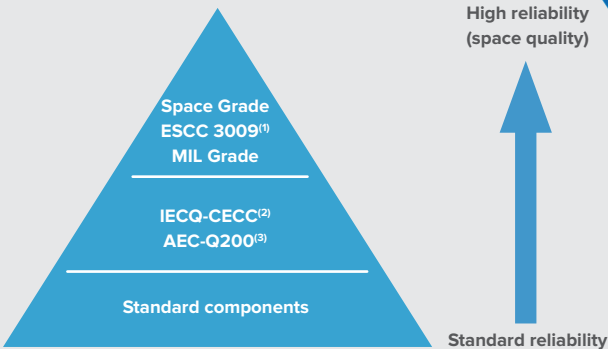 High reliability
(space quality)
Space Grade
ESCC 3009(1)
MIL Grade
IECQ-CECC(2)
AEC-Q200(3)
Standard components
Standard reliability